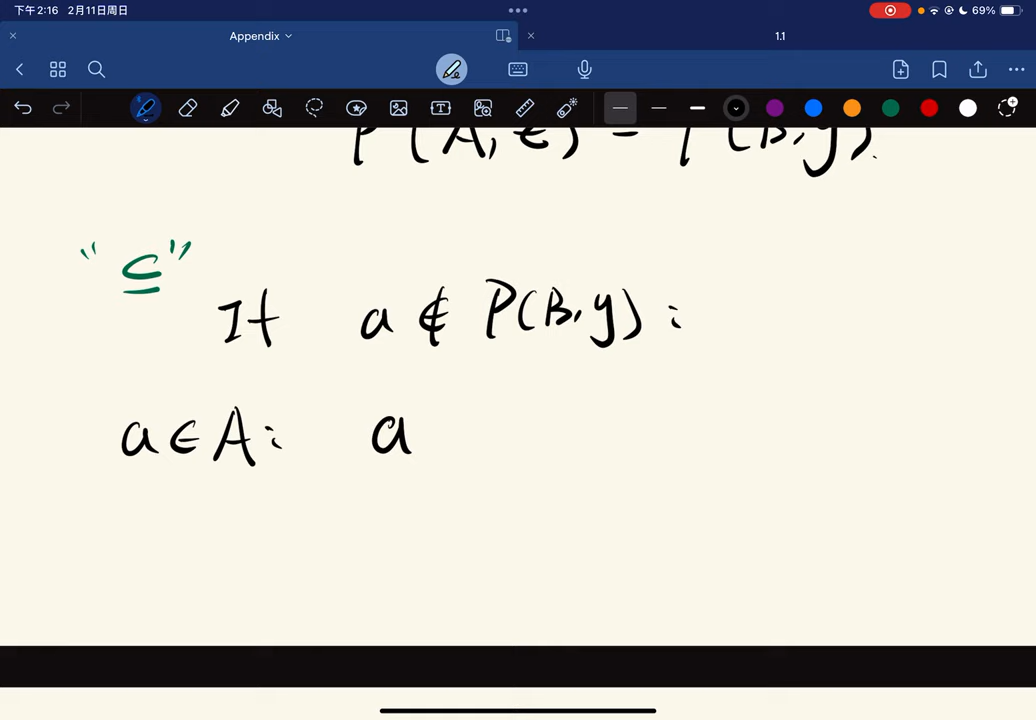 下午2:16 2月11日周日
69%
Appendix
1.1
P(A, t) = P(B, y).
"⊆"
If a ∉ P(B, y) :
a ∈ A : a